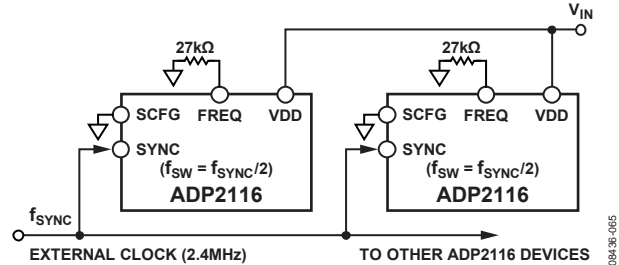 VIN
27kΩ
27kΩ
SCFG FREQ VDD
SCFG FREQ VDD
SYNC
SYNC
(fSW = fSYNC/2)
(fSW = fSYNC/2)
ADP2116
ADP2116
fSYNC
EXTERNAL CLOCK (2.4MHz)
TO OTHER ADP2116 DEVICES
08436-065